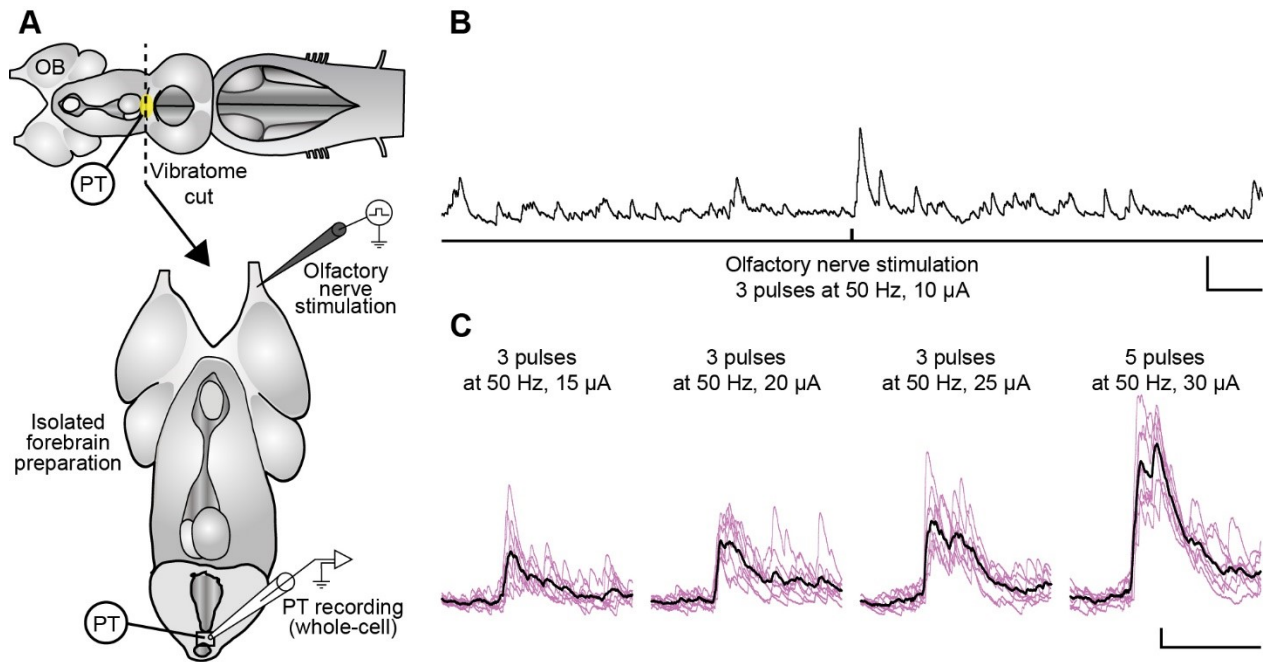 A
OB
PT
Vibratome
cut
Olfactory
nerve
stimulation
Isolated
forebrain
preparation
PT recording
(whole-cell)
PT
B
Olfactory nerve stimulation
3 pulses at 50 Hz, 10 µA
C
3 pulses
at 50 Hz, 15 µA
3 pulses
at 50 Hz, 20 µA
3 pulses
at 50 Hz, 25 µA
5 pulses
at 50 Hz, 30 µA